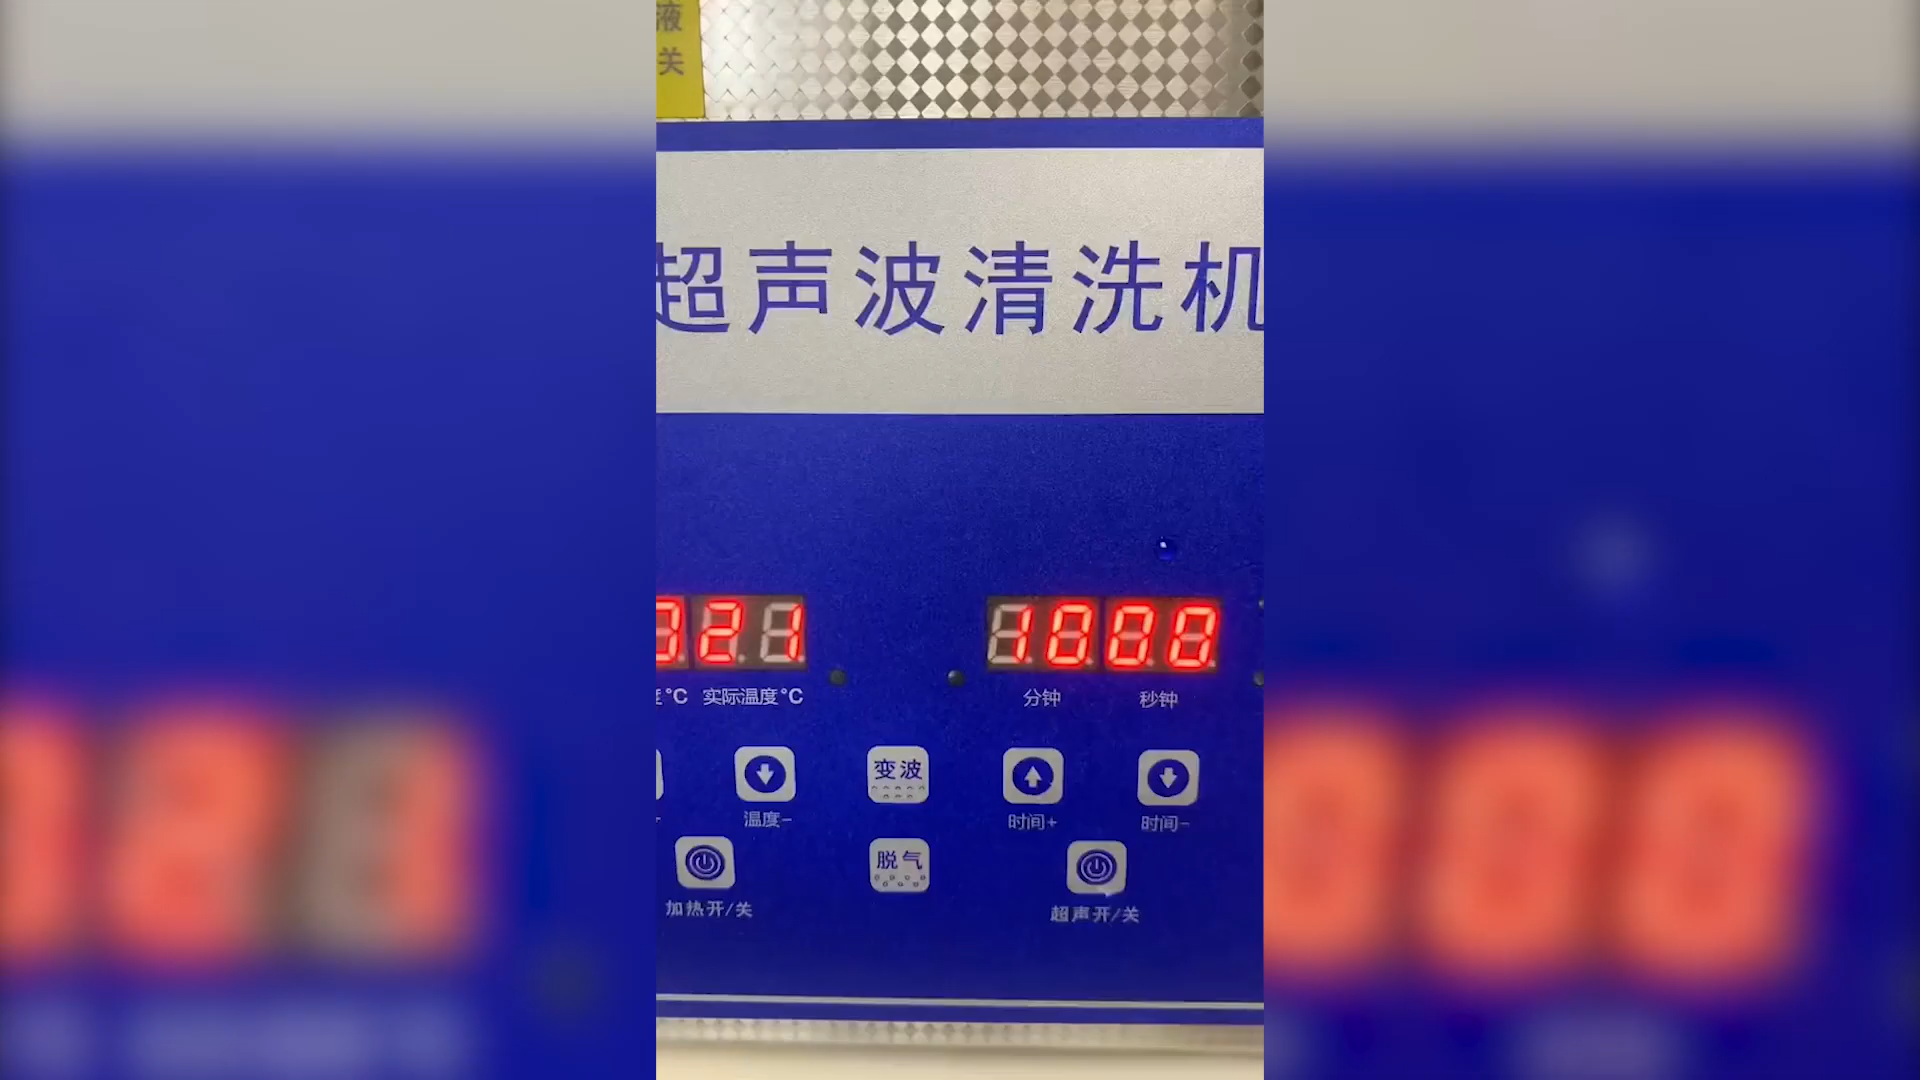 液
关
超声波清洗机
021
1000
°C
实际温度°C
分钟
秒钟
变波
温度-
时间+
时间-
脱气
加热开/关
超声开/关